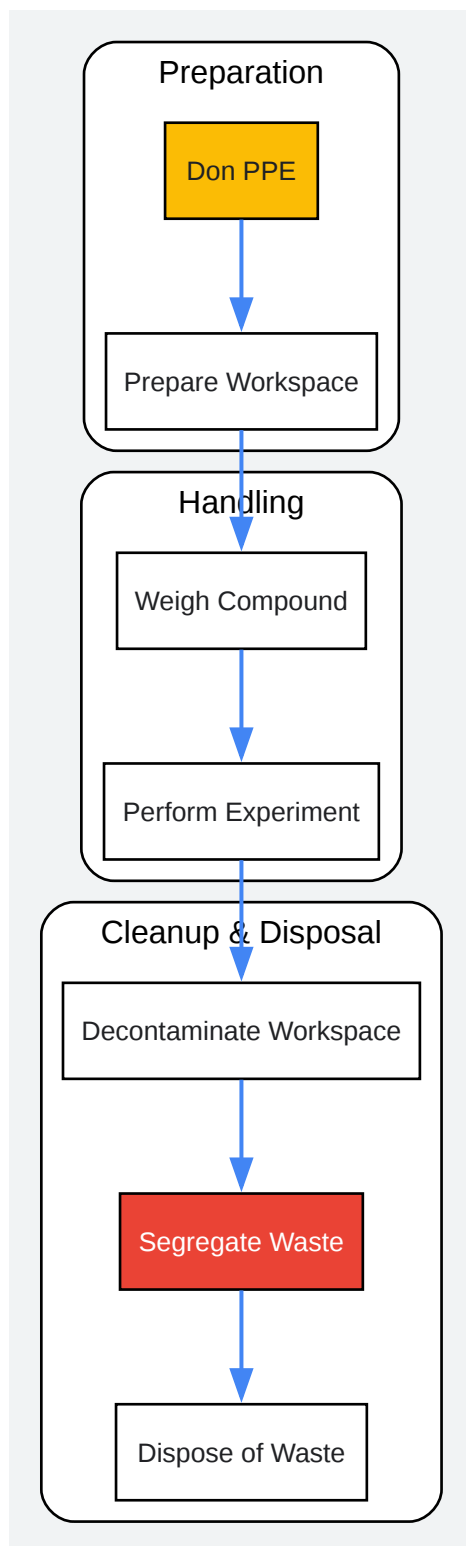 Preparation
Don PPE
Prepare Workspace
Handling
Weigh Compound
Perform Experiment
Cleanup & Disposal
Decontaminate Workspace
Segregate Waste
Dispose of Waste